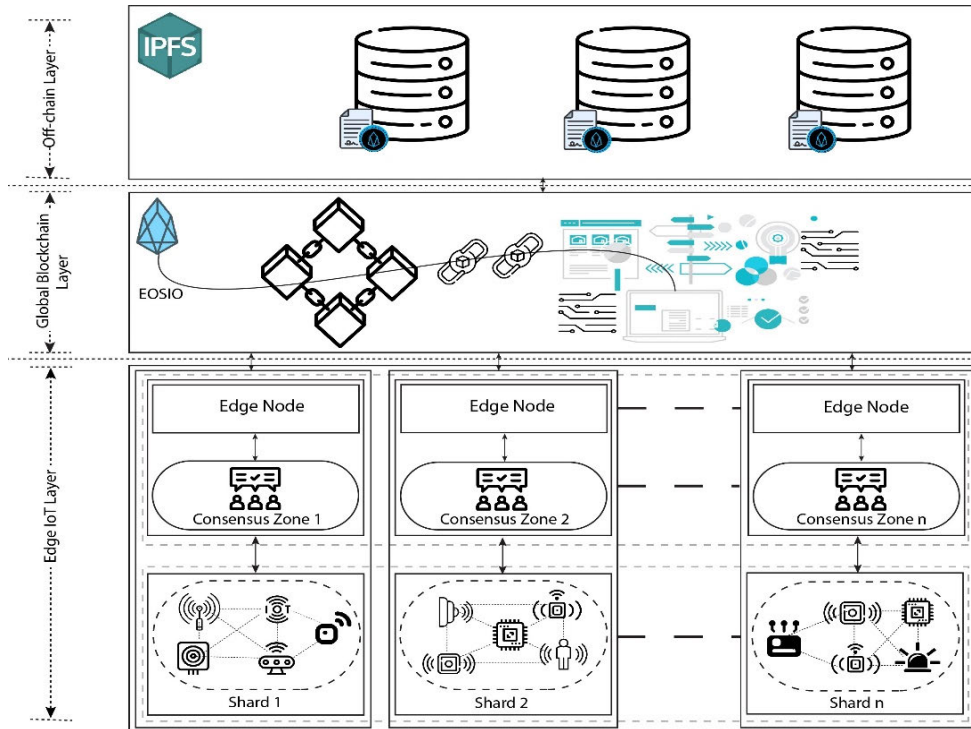 IPFS
Off-chain Layer
Global Blockchain
Layer
EOSIO
Edge IoT Layer
Edge Node
Edge Node
Edge Node
Consensus Zone 1
Consensus Zone 2
Consensus Zone n
I T
Shard 1
Shard 2
Shard n